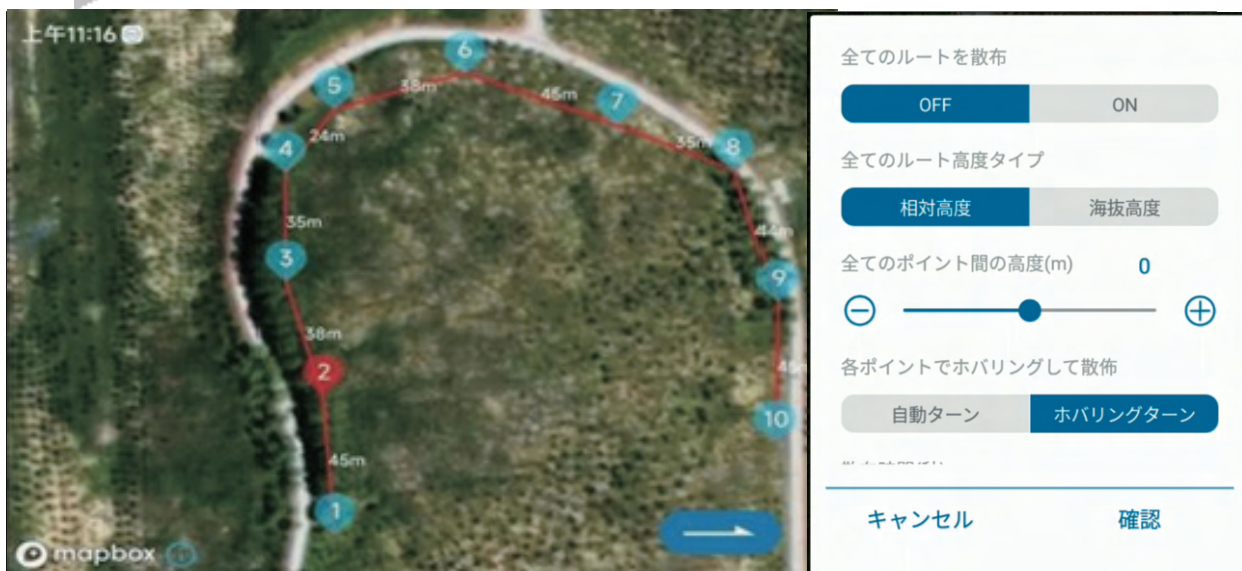 上午11:16
6
38m
5
45m
7
24m
4
35m
8
35m
44m
3
9
38m
2
10
45m
1
mapbox
全てのルートを散布
OFF ON
全てのルート高度タイプ
相対高度 海抜高度
全てのポイント間の高度(m) 0
各ポイントでホバリングして散佈
自動ターン ホバリングターン
キャンセル 確認